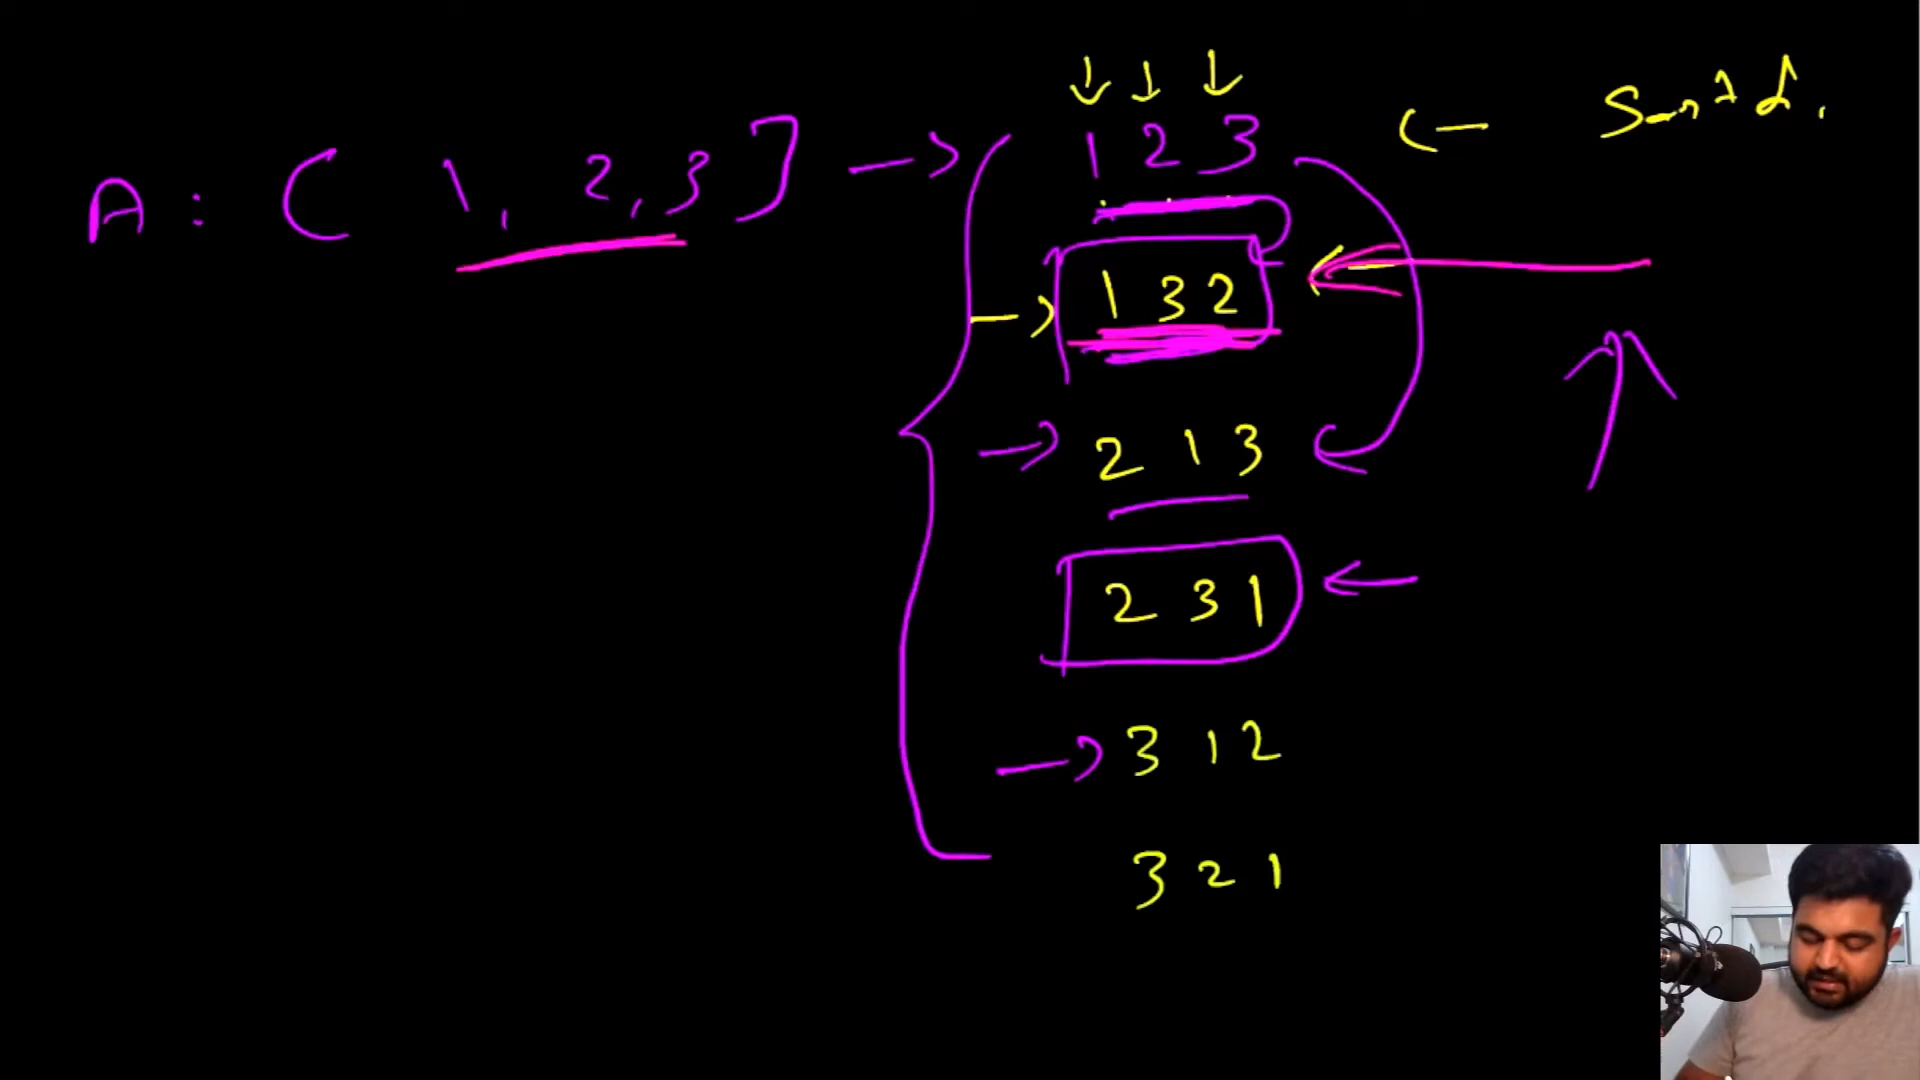 A : [ 1, 2, 3 ] → 1 2 3 ← Sorted.
1 3 2
2 1 3
2 3 1
3 1 2
3 2 1